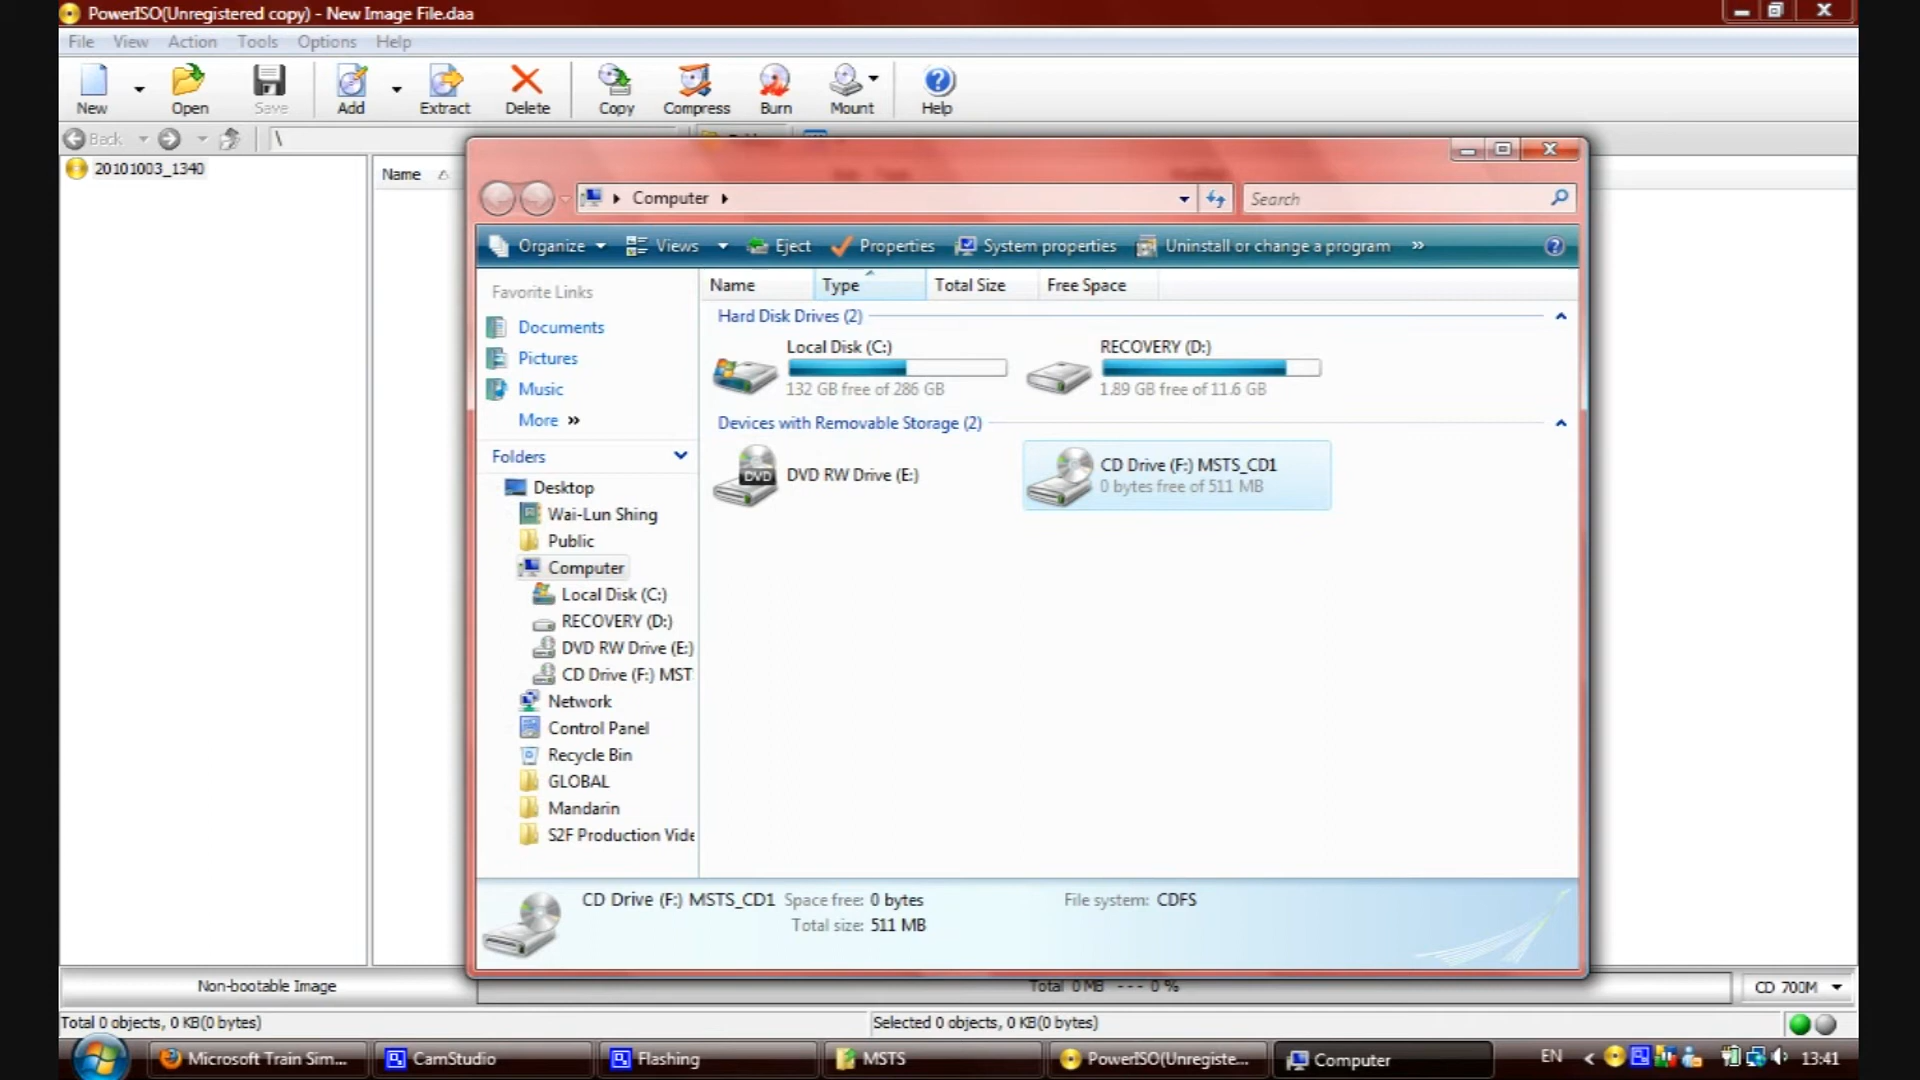 PowerISO(Unregistered copy) - New Image File.daa
File View Action Tools Options Help
New Open Save Add Extract Delete Copy Compress Burn Mount Help
Back \
20101003_1340
Name
Computer
Search
Organize Views Eject Properties System properties Uninstall or change a program »
Favorite Links
Documents
Pictures
Music
More »
Folders
Desktop
Wai-Lun Shing
Public
Computer
Local Disk (C:)
RECOVERY (D:)
DVD RW Drive (E:)
CD Drive (F:) MST
Network
Control Panel
Recycle Bin
GLOBAL
Mandarin
S2F Production Vide
Name Type Total Size Free Space
Hard Disk Drives (2)
Local Disk (C:)
132 GB free of 286 GB
RECOVERY (D:)
1.89 GB free of 11.6 GB
Devices with Removable Storage (2)
DVD RW Drive (E:)
DVD
CD Drive (F:) MSTS_CD1
0 bytes free of 511 MB
CD Drive (F:) MSTS_CD1 Space free: 0 bytes File system: CDFS
Total size: 511 MB
Non-bootable Image
Total 0 MB --- 0 %
CD 700M
Total 0 objects, 0 KB(0 bytes)
Selected 0 objects, 0 KB(0 bytes)
Microsoft Train Sim... CamStudio Flashing MSTS PowerISO(Unregiste... Computer EN < 13:41